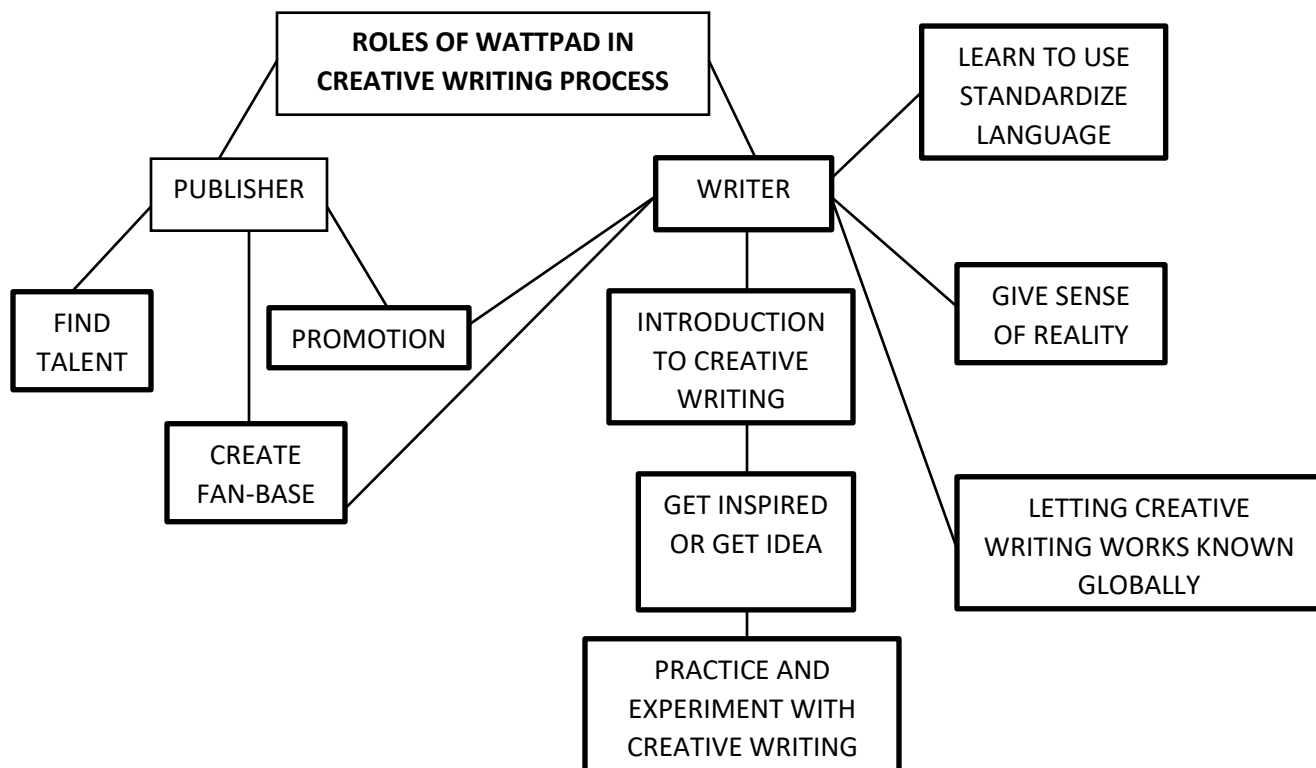 ROLES OF WATTPAD IN
CREATIVE WRITING PROCESS
LEARN TO USE
STANDARDIZE
LANGUAGE
PUBLISHER
WRITER
FIND
TALENT
PROMOTION
INTRODUCTION
TO CREATIVE
WRITING
GIVE SENSE
OF REALITY
CREATE
FAN-BASE
GET INSPIRED
OR GET IDEA
LETTING CREATIVE
WRITING WORKS KNOWN
GLOBALLY
PRACTICE AND
EXPERIMENT WITH
CREATIVE WRITING